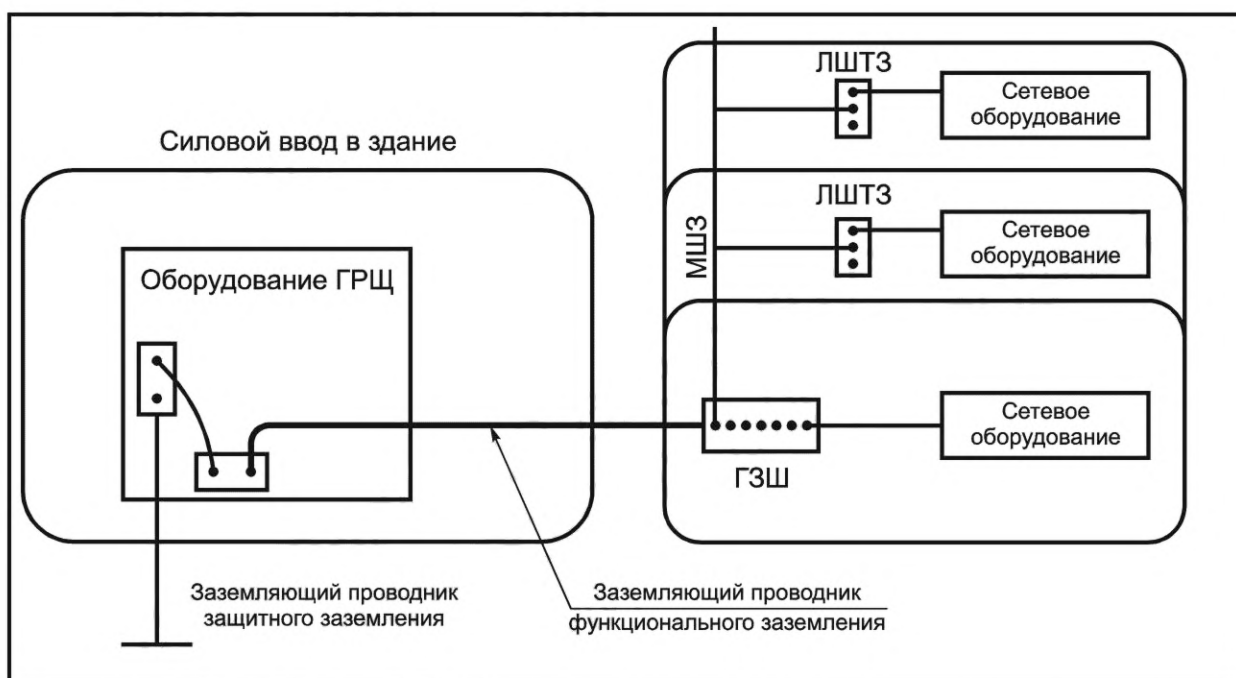 ЛШТЗ
Сетевое
оборудование
Силовой ввод в здание
ЛШТЗ
Сетевое
оборудование
МШЗ
Оборудование ГРЩ
Сетевое
оборудование
ГЗШ
Заземляющий проводник
защитного заземления
Заземляющий проводник
функционального заземления